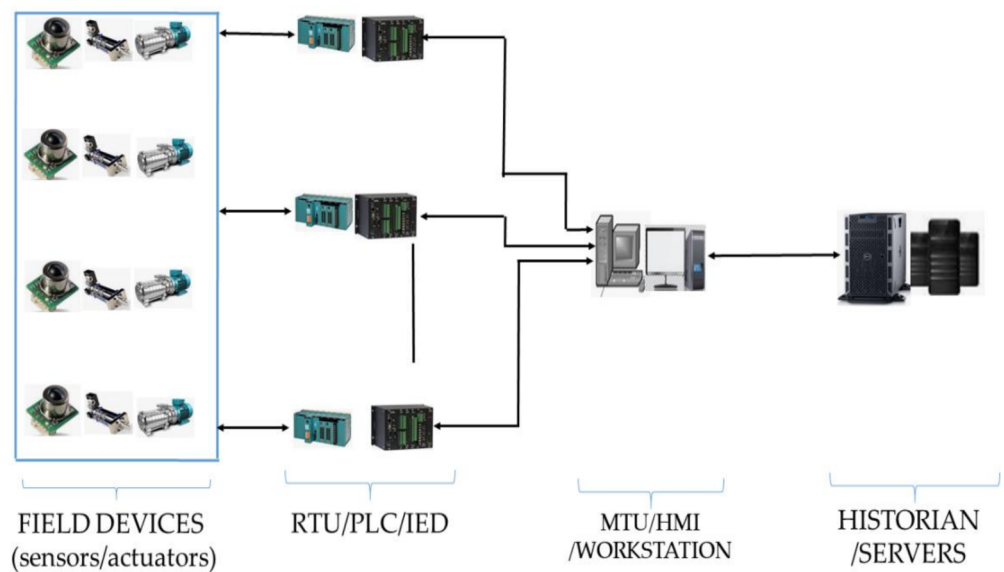 FIELD DEVICES
(sensors/actuators)
RTU/PLC/IED
MTU/HMI
/WORKSTATION
HISTORIAN
/SERVERS